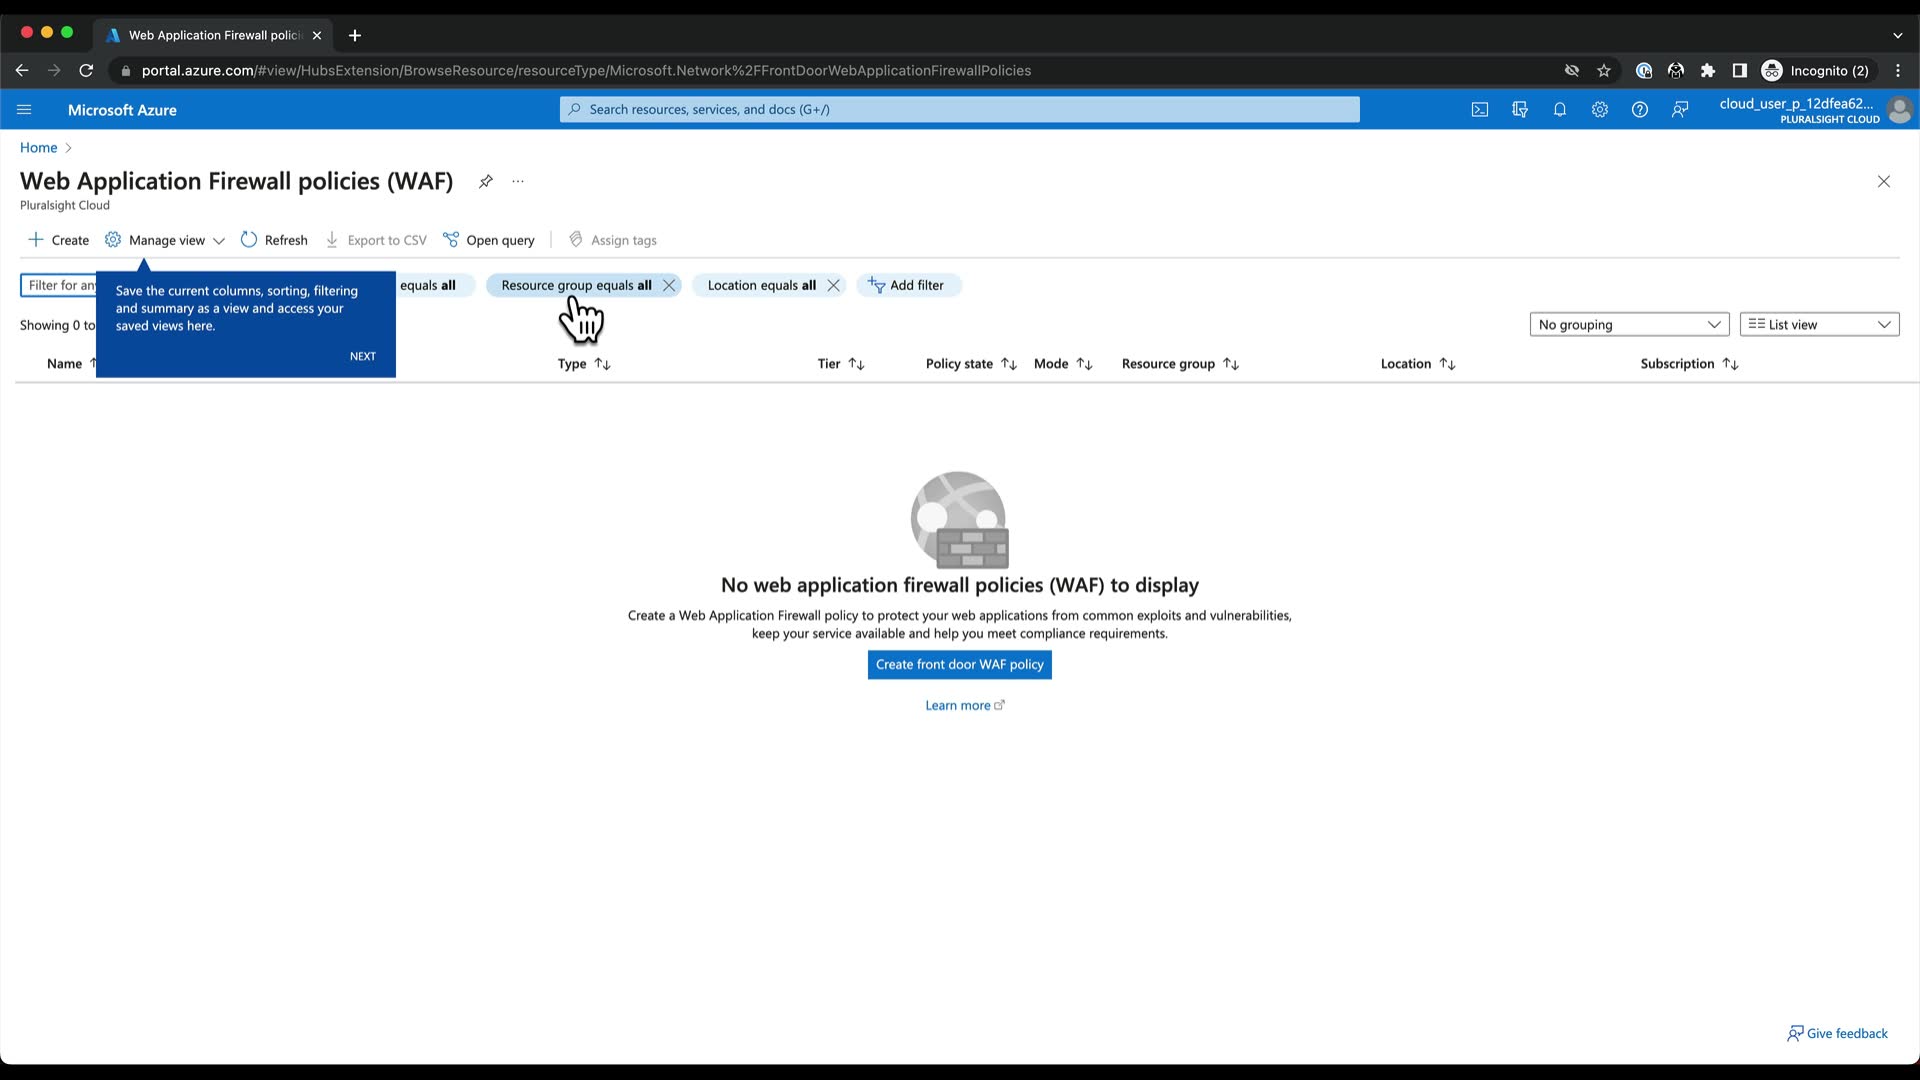 Web Application Firewall polici
portal.azure.com/#view/HubsExtension/BrowseResource/resourceType/Microsoft.Network%2FFrontDoorWebApplicationFirewallPolicies
Incognito (2)
Microsoft Azure
Search resources, services, and docs (G+/)
cloud_user_p_12dfea62...
PLURALSIGHT CLOUD
Home
Web Application Firewall policies (WAF)
...
Pluralsight Cloud
Create
Manage view
Refresh
Export to CSV
Open query
Assign tags
Filter for any
equals all
Resource group equals all
Location equals all
Add filter
Save the current columns, sorting, filtering
and summary as a view and access your
saved views here.
NEXT
Showing 0 to
No grouping
List view
Name
Type
Tier
Policy state
Mode
Resource group
Location
Subscription
No web application firewall policies (WAF) to display
Create a Web Application Firewall policy to protect your web applications from common exploits and vulnerabilities,
keep your service available and help you meet compliance requirements.
Create front door WAF policy
Learn more
Give feedback